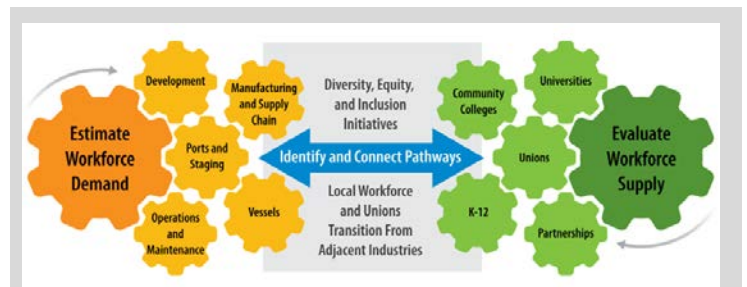 Estimate
Workforce
Demand
Development
Manufacturing
and Supply
Chain
Ports and
Staging
Operations
and
Maintenance
Vessels
Diversity, Equity,
and Inclusion
Initiatives
Identify and Connect Pathways
Local Workforce
and Unions
Transition From
Adjacent Industries
Community
Colleges
Universities
Unions
K-12
Partnerships
Evaluate
Workforce
Supply